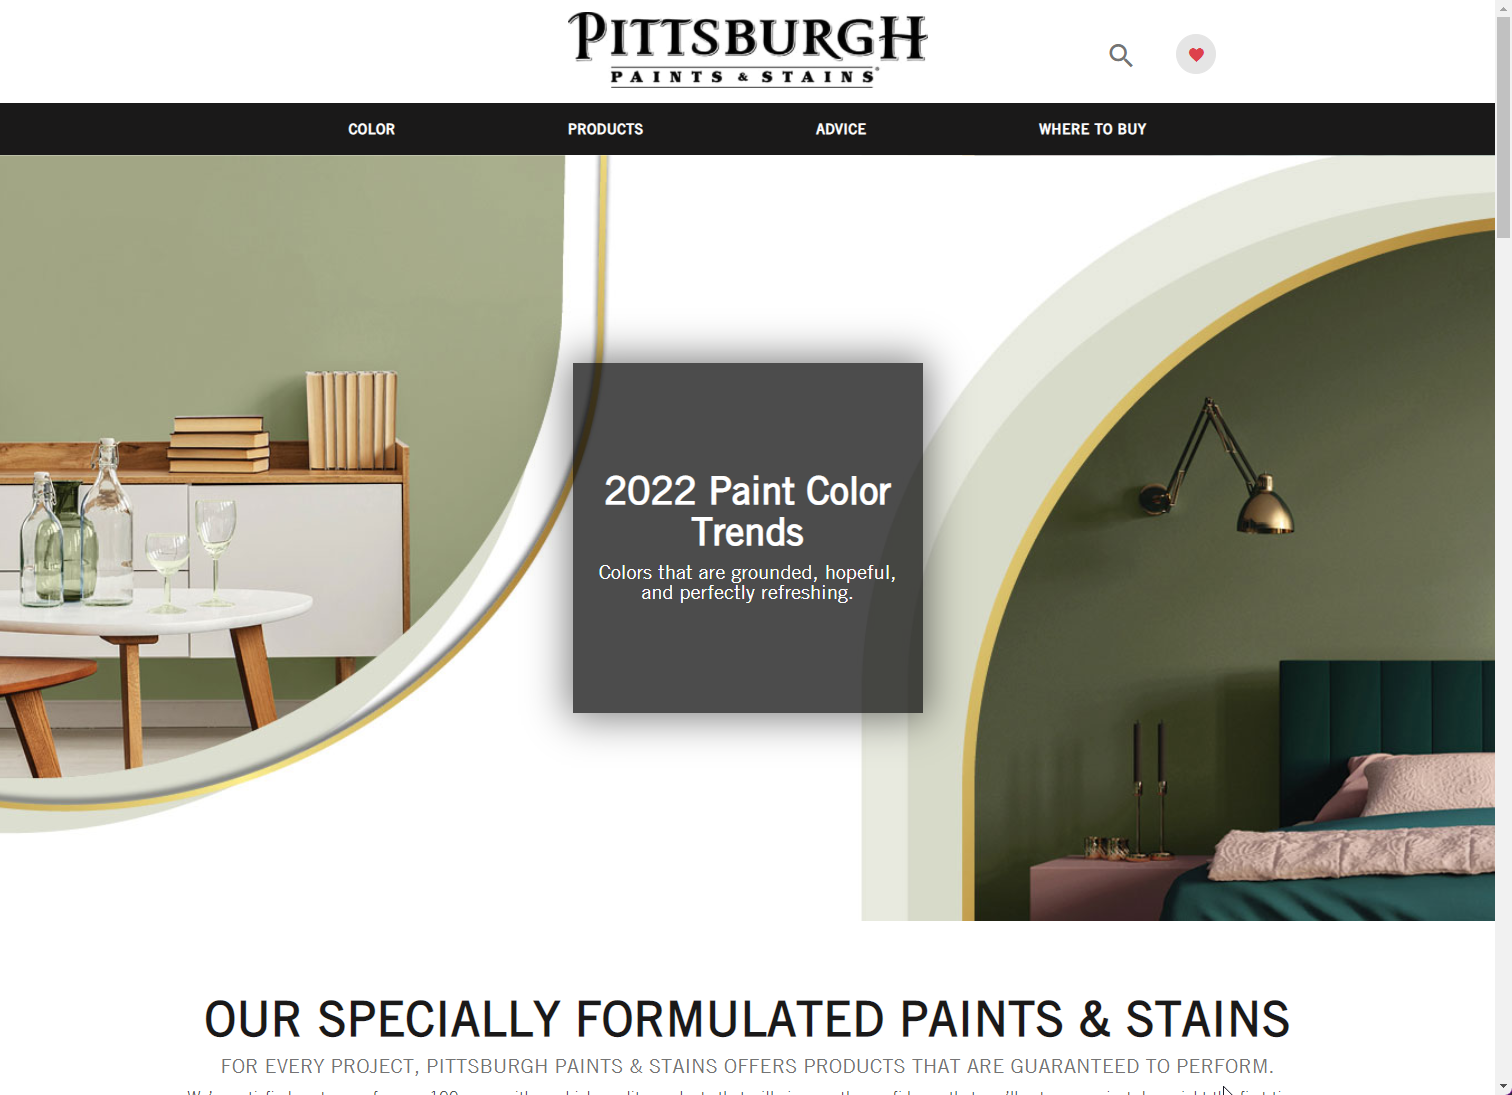 PITTSBURGH
PAINTS & STAINS®
COLOR PRODUCTS ADVICE WHERE TO BUY
2022 Paint Color
Trends
Colors that are grounded, hopeful,
and perfectly refreshing.
OUR SPECIALLY FORMULATED PAINTS & STAINS
FOR EVERY PROJECT, PITTSBURGH PAINTS & STAINS OFFERS PRODUCTS THAT ARE GUARANTEED TO PERFORM.